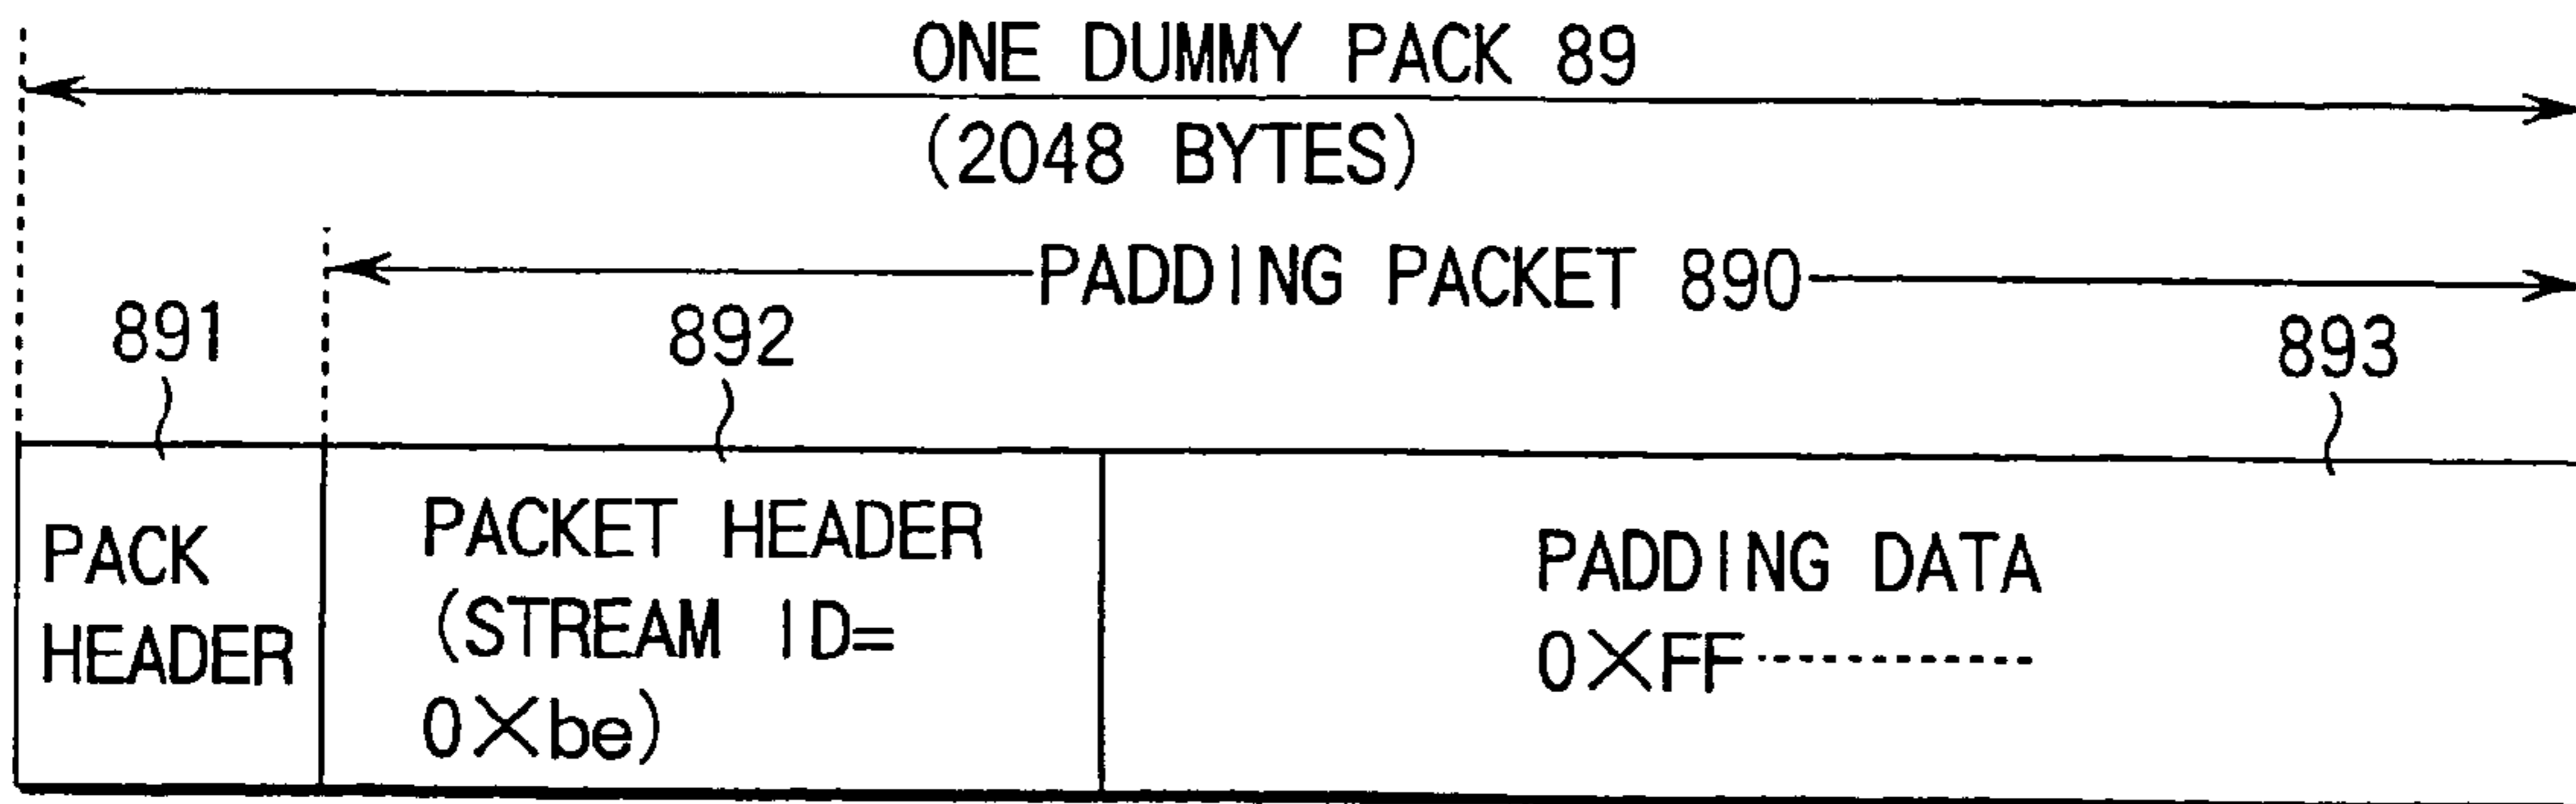 ONE DUMMY PACK 89
(2048 BYTES)
PADDING PACKET 890
891
892
893
PACK
HEADER
PACKET HEADER
(STREAM ID=
0×be)
PADDING DATA
0×FF-----------